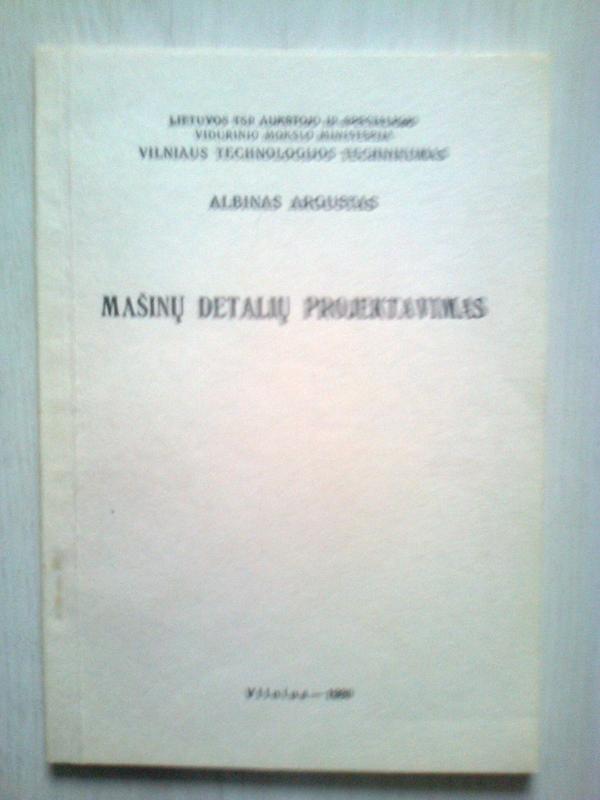 LIETUVOS TSR AUKŠTOJO IR SPECIALIOJO
VIDURINIO MOKSLO MINISTERIJA
VILNIAUS TECHNOLOGIJOS TECHNIKUMAS
ALBINAS ARGUSTAS
MAŠINŲ DETALIŲ PROJEKTAVIMAS
Vilnius —